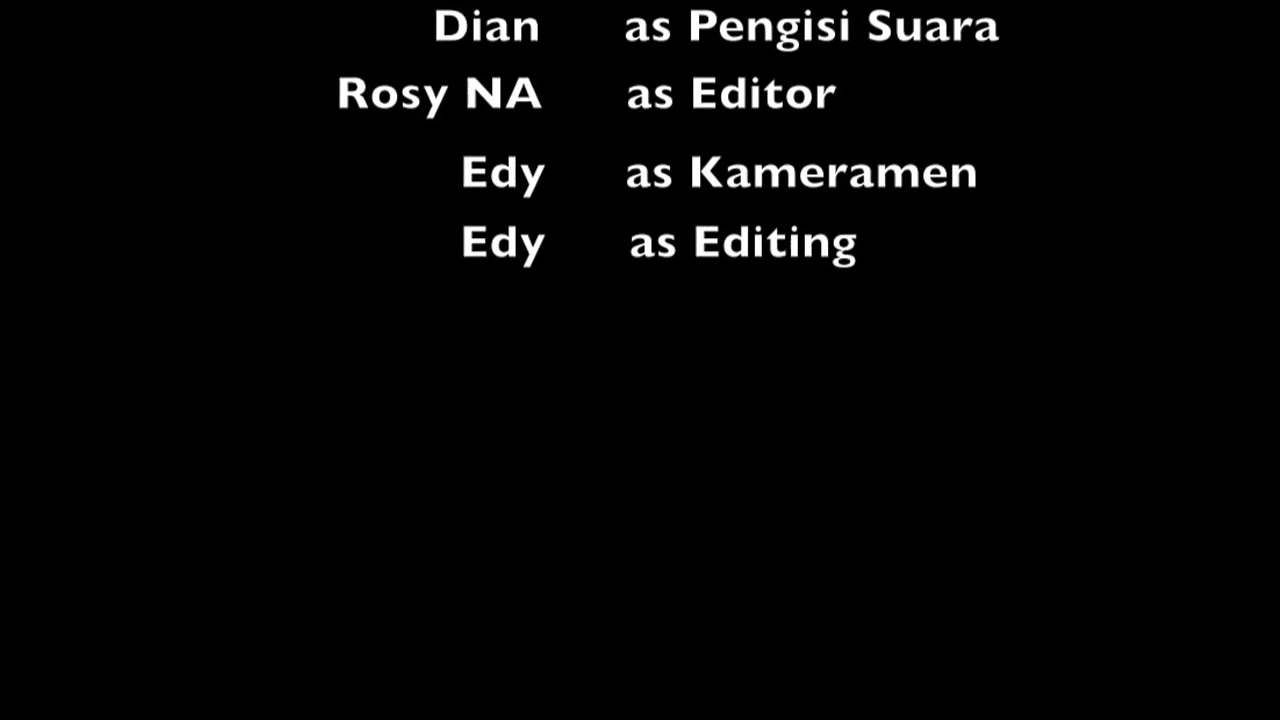 Dian as Pengisi Suara
Rosy NA as Editor
Edy as Kameramen
Edy as Editing